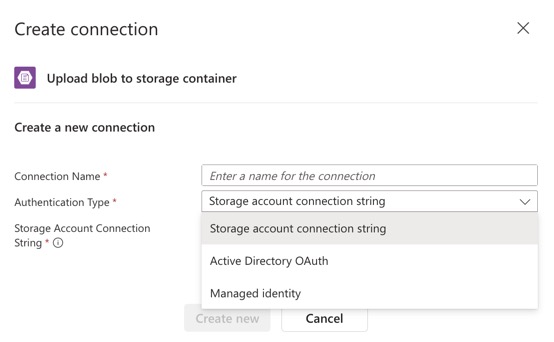 Create connection
Upload blob to storage container
Create a new connection
Connection Name *
Enter a name for the connection
Authentication Type *
Storage account connection string
Storage Account Connection
String *
Storage account connection string
Active Directory OAuth
Managed identity
Create new
Cancel